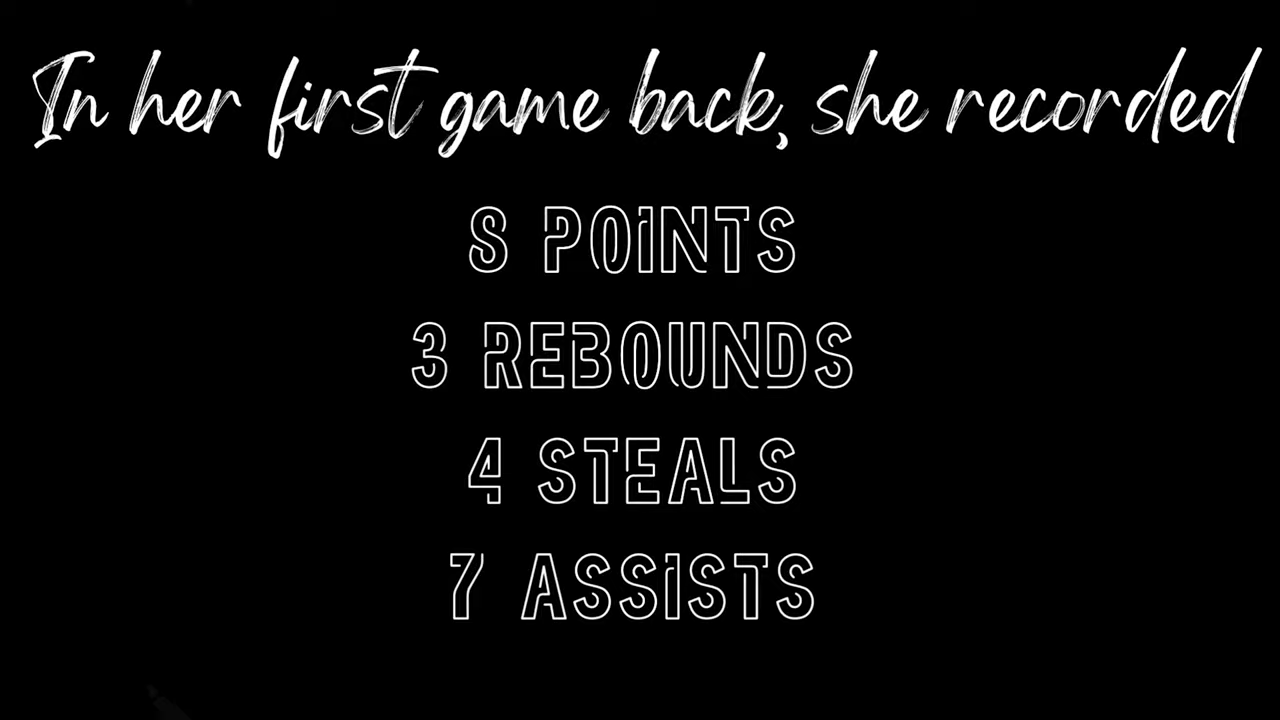 In her first game back, she recorded
8 POINTS
3 REBOUNDS
4 STEALS
7 ASSISTS